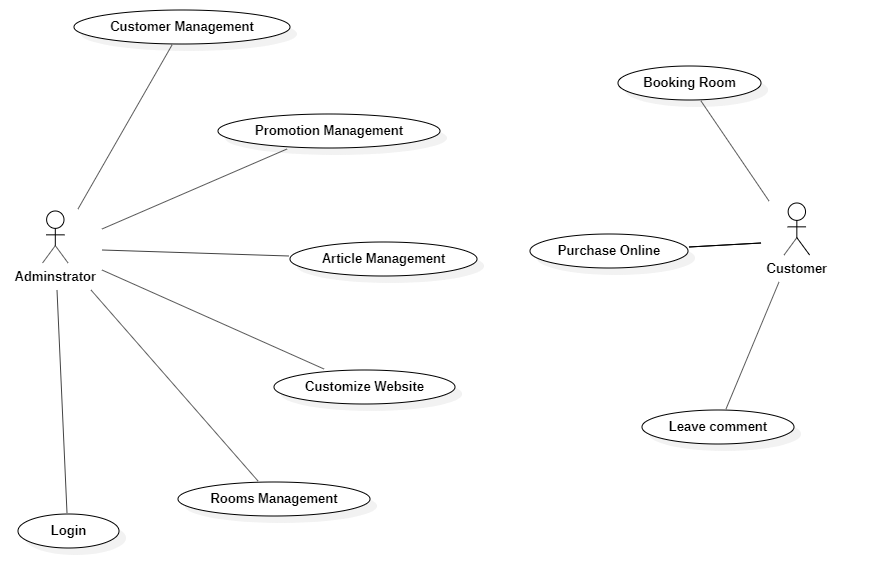 Customer Management
Booking Room
Promotion Management
Adminstrator
Article Management
Purchase Online
Customer
Customize Website
Leave comment
Rooms Management
Login